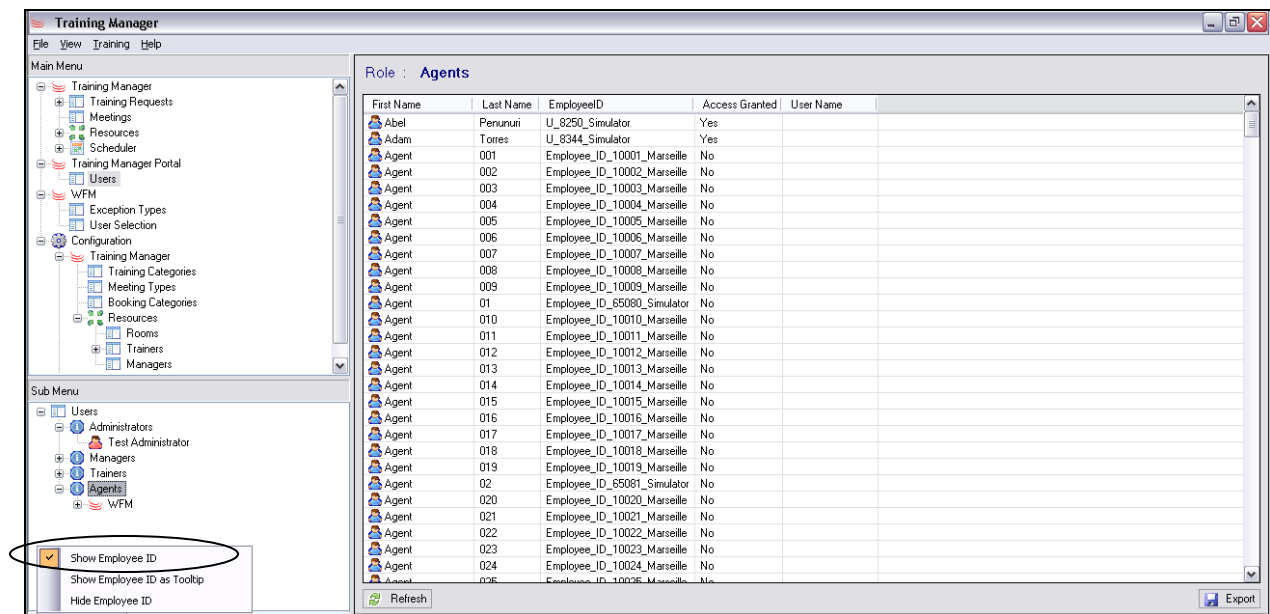 Training Manager
File View Training Help
Main Menu
Training Manager
Training Requests
Meetings
Resources
Scheduler
Training Manager Portal
Users
WFM
Exception Types
User Selection
Configuration
Training Manager
Training Categories
Meeting Types
Booking Categories
Resources
Rooms
Trainers
Managers
Sub Menu
Users
Administrators
Test Administrator
Managers
Trainers
Agents
WFM
Show Employee ID
Show Employee ID as Tooltip
Hide Employee ID
Role : Agents
First Name Last Name EmployeeID Access Granted User Name
Abel Penunuri U_8250_Simulator Yes
Adam Torres U_8344_Simulator Yes
Agent 001 Employee_ID_10001_Marseille No
Agent 002 Employee_ID_10002_Marseille No
Agent 003 Employee_ID_10003_Marseille No
Agent 004 Employee_ID_10004_Marseille No
Agent 005 Employee_ID_10005_Marseille No
Agent 006 Employee_ID_10006_Marseille No
Agent 007 Employee_ID_10007_Marseille No
Agent 008 Employee_ID_10008_Marseille No
Agent 009 Employee_ID_10009_Marseille No
Agent 01 Employee_ID_65080_Simulator No
Agent 010 Employee_ID_10010_Marseille No
Agent 011 Employee_ID_10011_Marseille No
Agent 012 Employee_ID_10012_Marseille No
Agent 013 Employee_ID_10013_Marseille No
Agent 014 Employee_ID_10014_Marseille No
Agent 015 Employee_ID_10015_Marseille No
Agent 016 Employee_ID_10016_Marseille No
Agent 017 Employee_ID_10017_Marseille No
Agent 018 Employee_ID_10018_Marseille No
Agent 019 Employee_ID_10019_Marseille No
Agent 02 Employee_ID_65081_Simulator No
Agent 020 Employee_ID_10020_Marseille No
Agent 021 Employee_ID_10021_Marseille No
Agent 022 Employee_ID_10022_Marseille No
Agent 023 Employee_ID_10023_Marseille No
Agent 024 Employee_ID_10024_Marseille No
Agent 025 Employee_ID_10025_Marseille No
Refresh Export